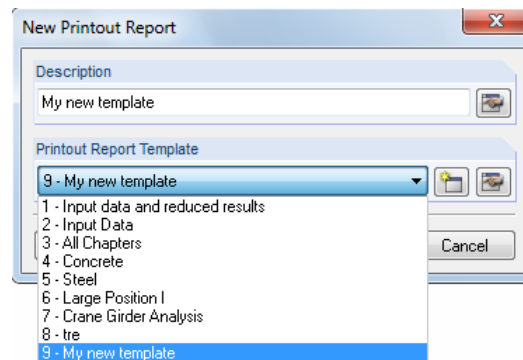 New Printout Report
Description
My new template
Printout Report Template
9 - My new template
1 - Input data and reduced results
2 - Input Data
3 - All Chapters
4 - Concrete
5 - Steel
6 - Large Position I
7 - Crane Girder Analysis
8 - tre
9 - My new template
Cancel